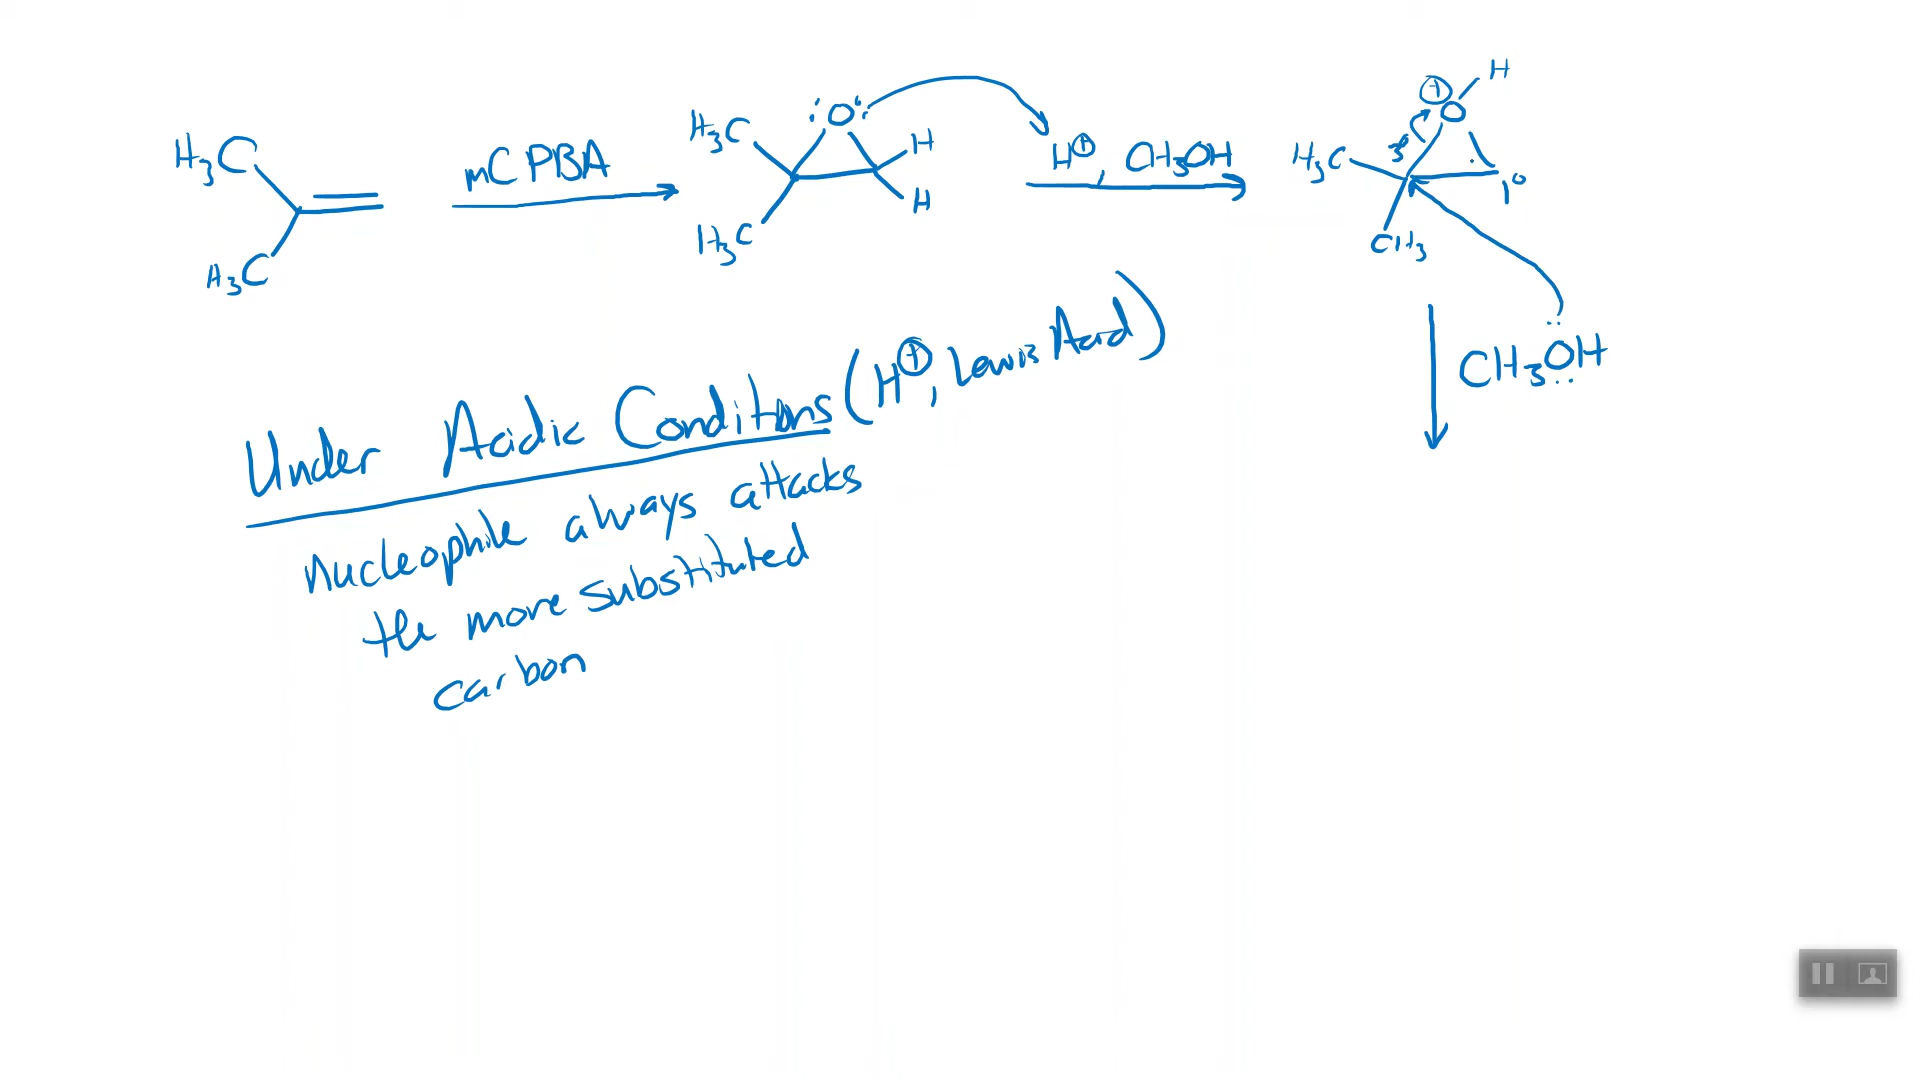 H₃C
H₃C
mCPBA
H₃C
:O:
H
H
H₃C
H⊕, CH₃OH
⊕
O
H
H₃C
3°
1°
CH₃
CH₃OH
Under Acidic Conditions (H⊕, Lewis Acid)
nucleophile always attacks
the more substituted
carbon